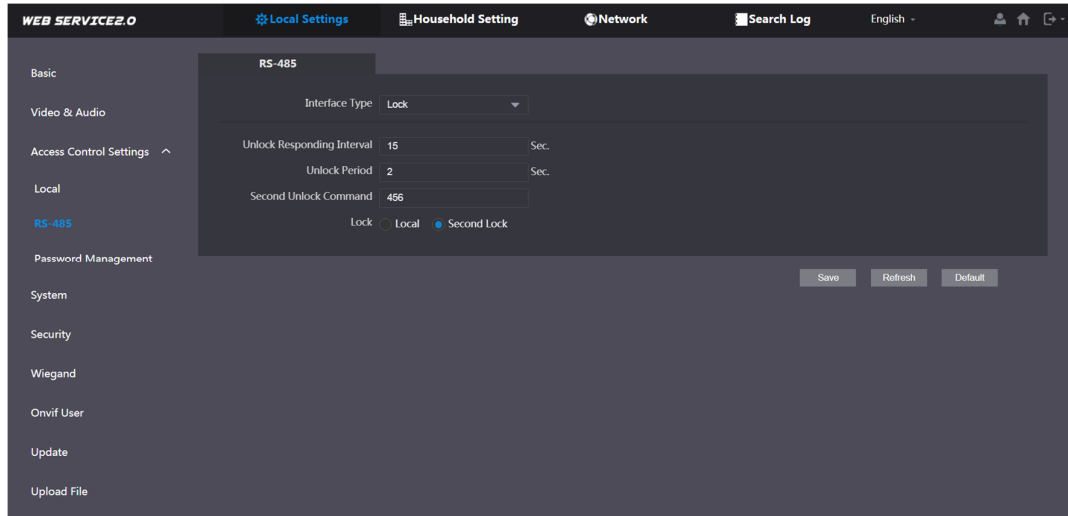 WEB SERVICE2.0 Local Settings Household Setting Network Search Log English
Basic
Video & Audio
Access Control Settings
Local
RS-485
Password Management
System
Security
Wiegand
Onvif User
Update
Upload File
RS-485
Interface Type Lock
Unlock Responding Interval 15 Sec.
Unlock Period 2 Sec.
Second Unlock Command 456
Lock Local Second Lock
Save Refresh Default